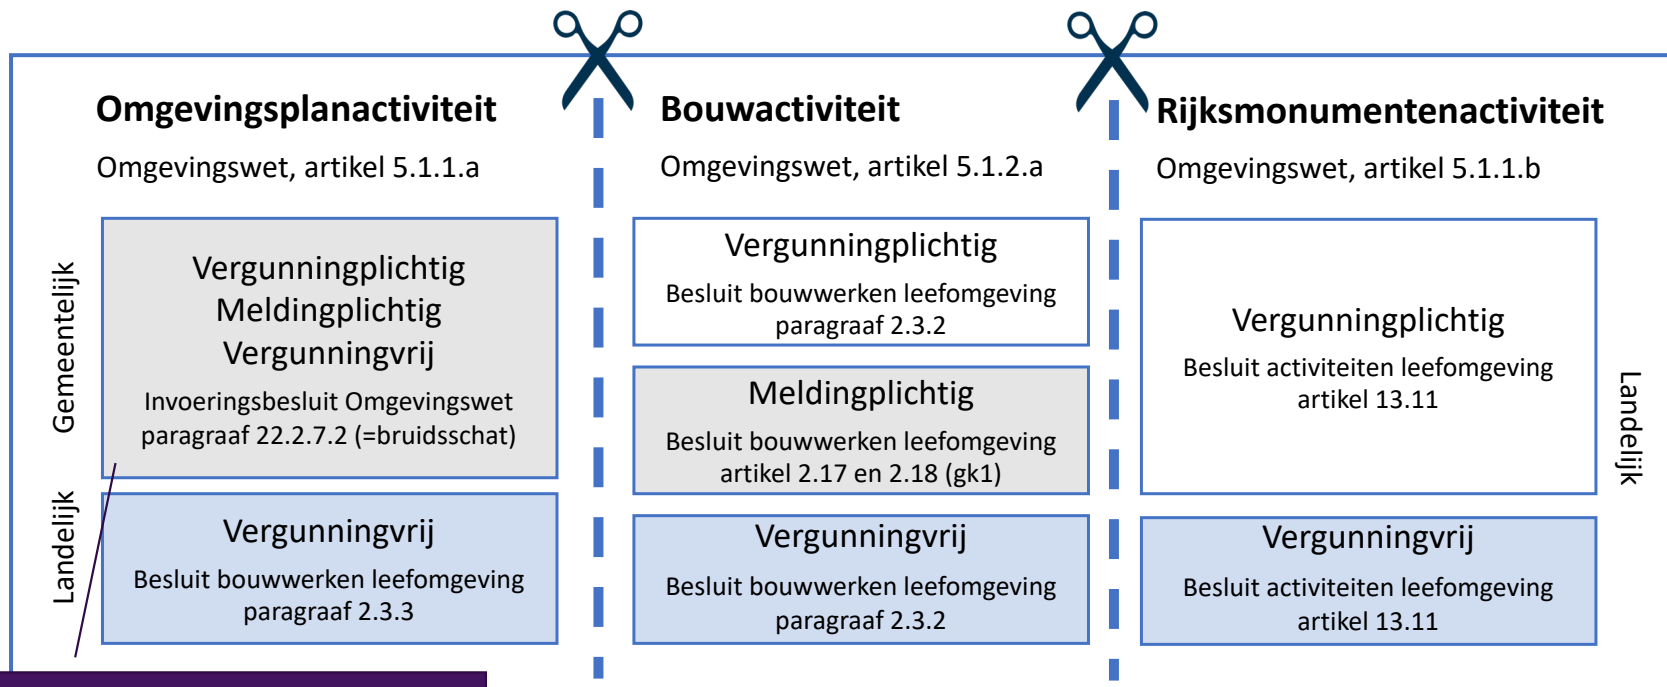 Omgevingsplanactiviteit
Omgevingswet, artikel 5.1.1.a
Gemeentelijk
Vergunningplichtig
Meldingplichtig
Vergunningvrij
Invoeringsbesluit Omgevingswet
paragraaf 22.2.7.2 (=bruidsschat)
Landelijk
Vergunningvrij
Besluit bouwwerken leefomgeving
paragraaf 2.3.3
Bouwactiviteit
Omgevingswet, artikel 5.1.2.a
Vergunningplichtig
Besluit bouwwerken leefomgeving
paragraaf 2.3.2
Meldingplichtig
Besluit bouwwerken leefomgeving
artikel 2.17 en 2.18 (gk1)
Vergunningvrij
Besluit bouwwerken leefomgeving
paragraaf 2.3.2
Rijksmonumentenactiviteit
Omgevingswet, artikel 5.1.1.b
Vergunningplichtig
Besluit activiteiten leefomgeving
artikel 13.11
Vergunningvrij
Besluit activiteiten leefomgeving
artikel 13.11
Landelijk